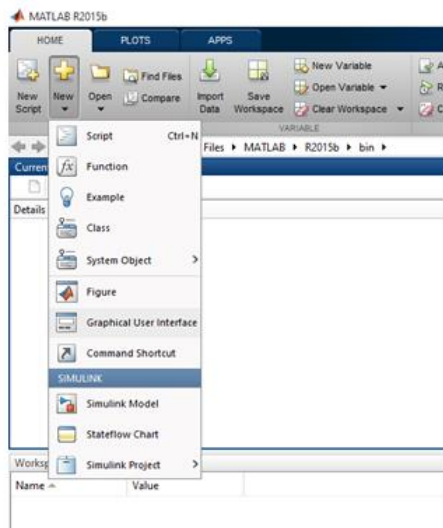 MATLAB R2015b
HOME PLOTS APPS
New Script
New
Open
Find Files
Compare
Import Data
Save Workspace
New Variable
Open Variable
Clear Workspace
VARIABLE
Files MATLAB R2015b bin
Current
Details
Script Ctrl+N
Function
Example
Class
System Object
Figure
Graphical User Interface
Command Shortcut
SIMULINK
Simulink Model
Stateflow Chart
Simulink Project
Worksp
Name Value